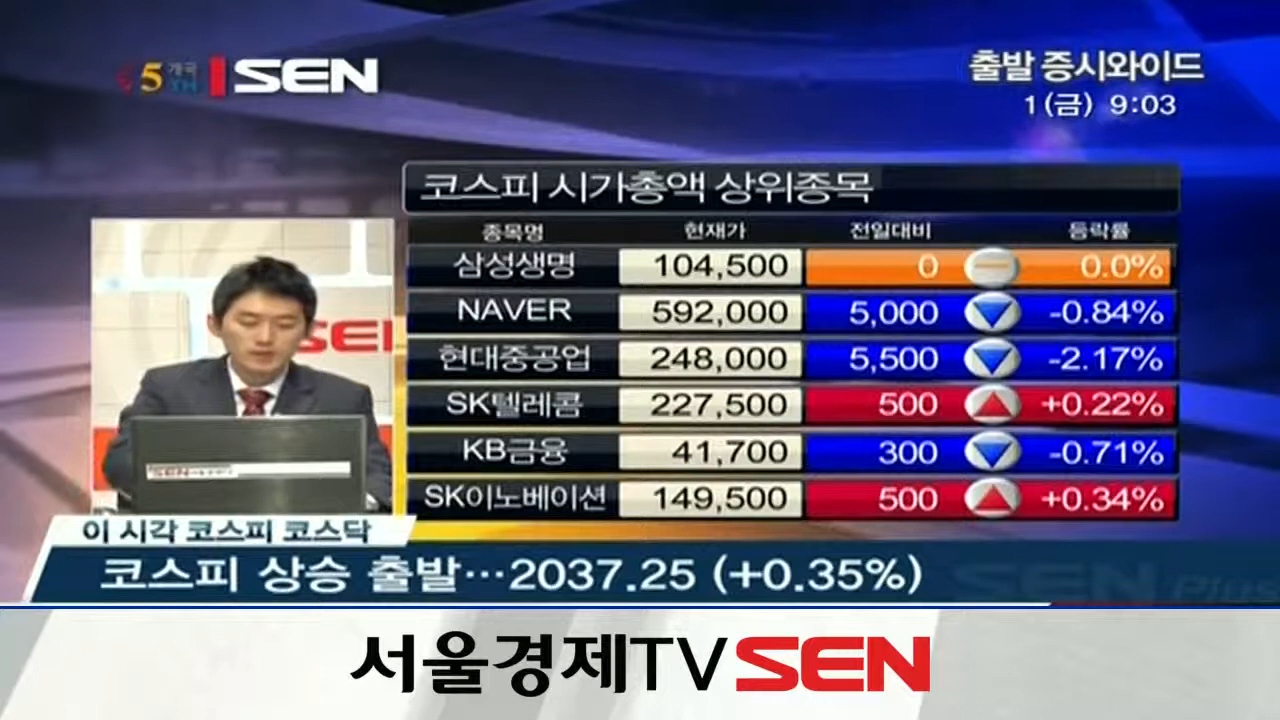 5 개국 SEN
출발 증시와이드
1(금) 9:03
코스피 시가총액 상위종목
종목명 현재가 전일대비 등락률
삼성생명 104,500 0 0.0%
NAVER 592,000 5,000 -0.84%
현대중공업 248,000 5,500 -2.17%
SK텔레콤 227,500 500 +0.22%
KB금융 41,700 300 -0.71%
SK이노베이션 149,500 500 +0.34%
SEN
SEN
이 시각 코스피 코스닥
코스피 상승 출발…2037.25 (+0.35%)
SEN Plus
서울경제TV SEN